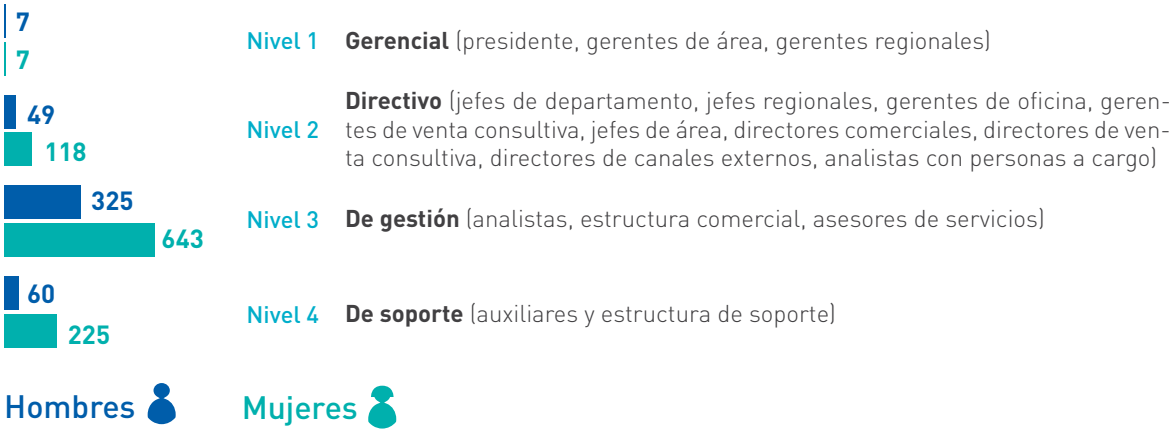 7
7
Nivel 1 Gerencial (presidente, gerentes de área, gerentes regionales)
49
118
Nivel 2 Directivo (jefes de departamento, jefes regionales, gerentes de oficina, geren-
tes de venta consultiva, jefes de área, directores comerciales, directores de ven-
ta consultiva, directores de canales externos, analistas con personas a cargo)
325
643
Nivel 3 De gestión (analistas, estructura comercial, asesores de servicios)
60
225
Nivel 4 De soporte (auxiliares y estructura de soporte)
Hombres Mujeres